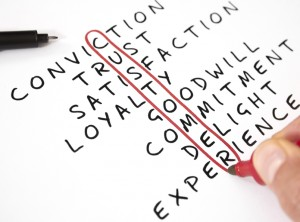 CONVICTION
TRUST
SATISFACTION
LOYALTY
GOODWILL
COMMITMENT
DELIGHT
EXPERIENCE